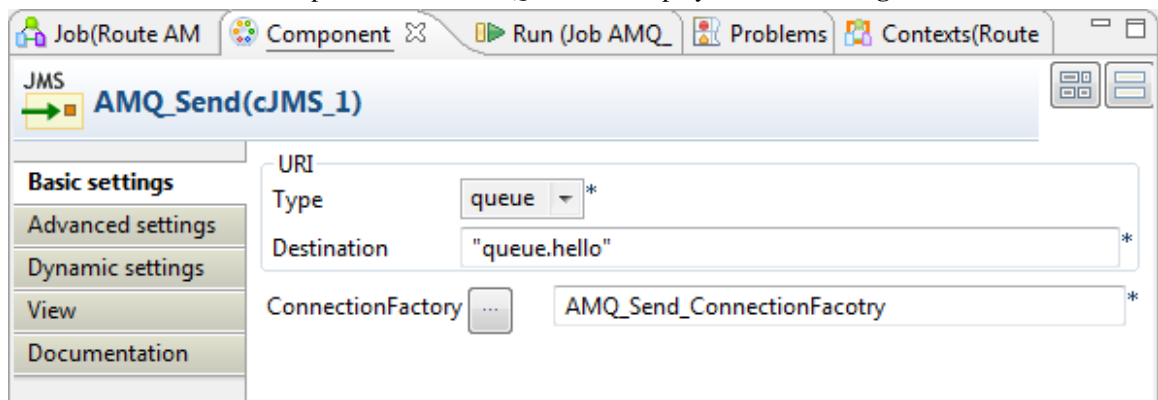 Job(Route AM Component Run (Job AMQ_ Problems Contexts(Route
JMS
AMQ_Send(cJMS_1)
Basic settings
Advanced settings
Dynamic settings
View
Documentation
URI
Type queue *
Destination "queue.hello" *
ConnectionFactory ... AMQ_Send_ConnectionFacotry *